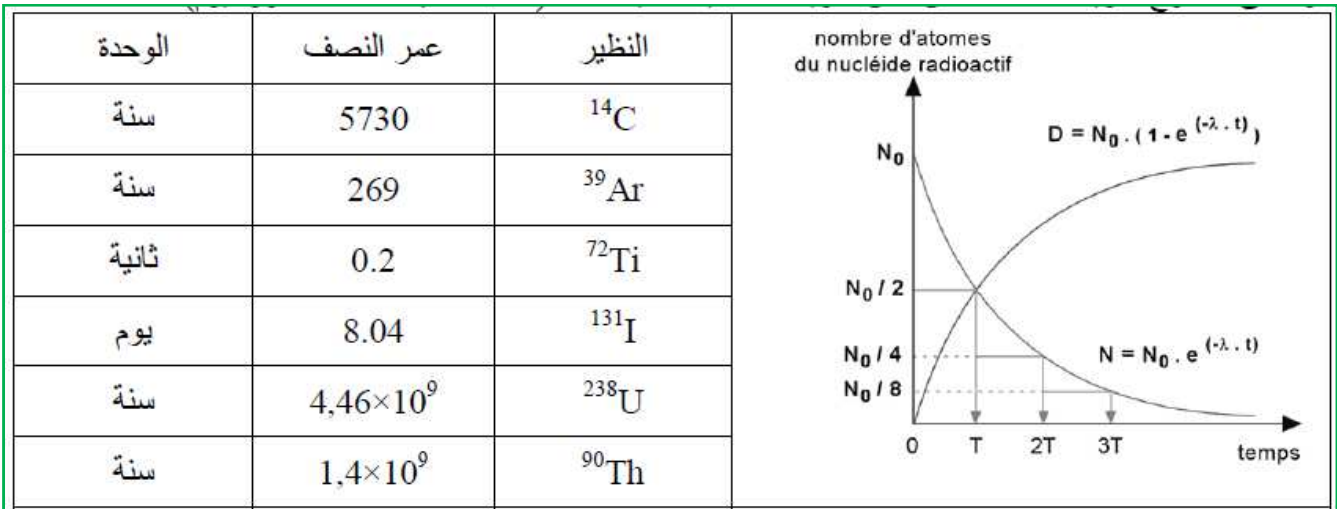 النظير عمر النصف الوحدة
¹⁴C 5730 سنة
³⁹Ar 269 سنة
⁷²Ti 0.2 ثانية
¹³¹I 8.04 يوم
²³⁸U 4,46×10⁹ سنة
⁹⁰Th 1,4×10⁹ سنة
nombre d'atomes
du nucléide radioactif
D = N₀ . ( 1 - e ^(-λ . t) )
N₀
N₀ / 2
N₀ / 4
N = N₀ . e ^(-λ . t)
N₀ / 8
0 T 2T 3T
temps